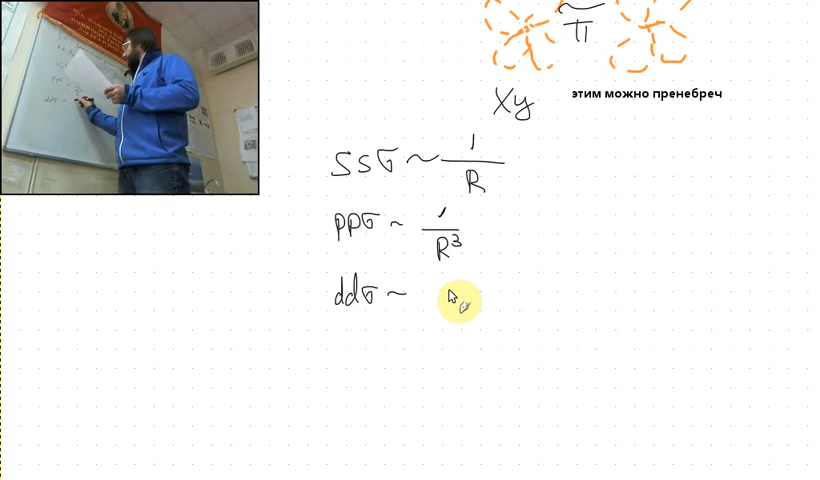 π
этим можно пренебреч
xy
ssσ ~ 1/R
ppσ ~ 1/R³
ddσ ~